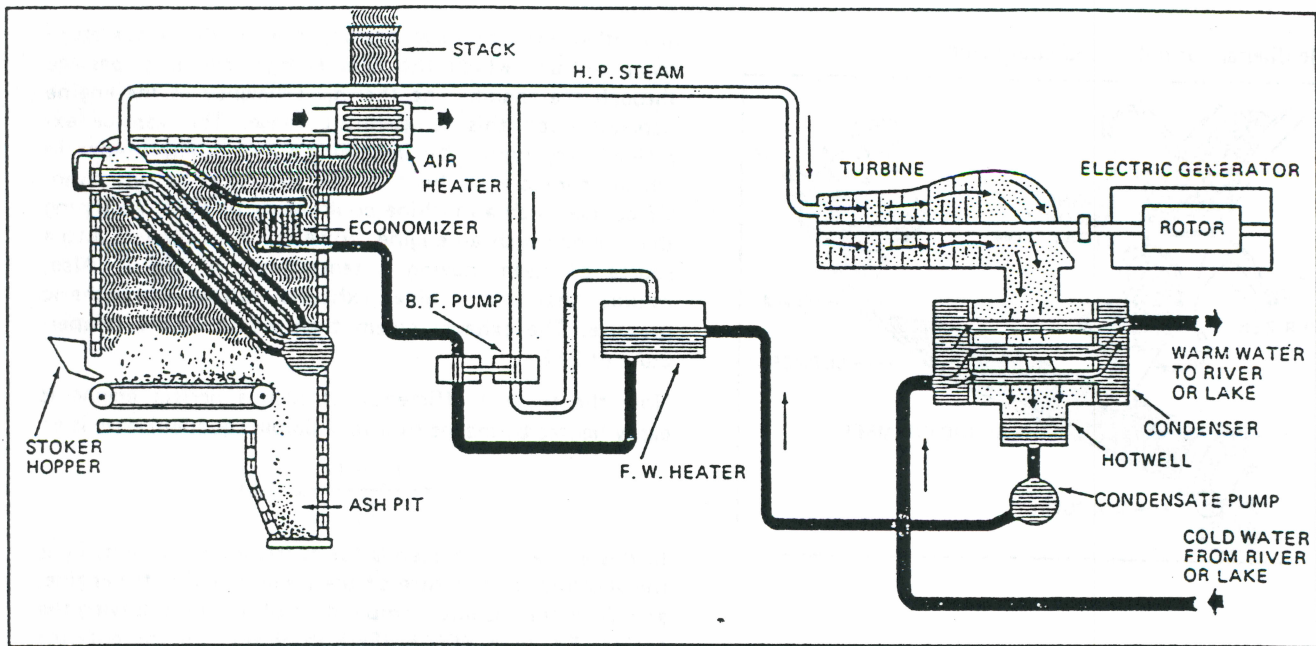 STACK
H. P. STEAM
AIR
HEATER
TURBINE
ELECTRIC GENERATOR
ROTOR
ECONOMIZER
B. F. PUMP
WARM WATER
TO RIVER
OR LAKE
CONDENSER
STOKER
HOPPER
F. W. HEATER
HOTWELL
ASH PIT
CONDENSATE PUMP
COLD WATER
FROM RIVER
OR LAKE